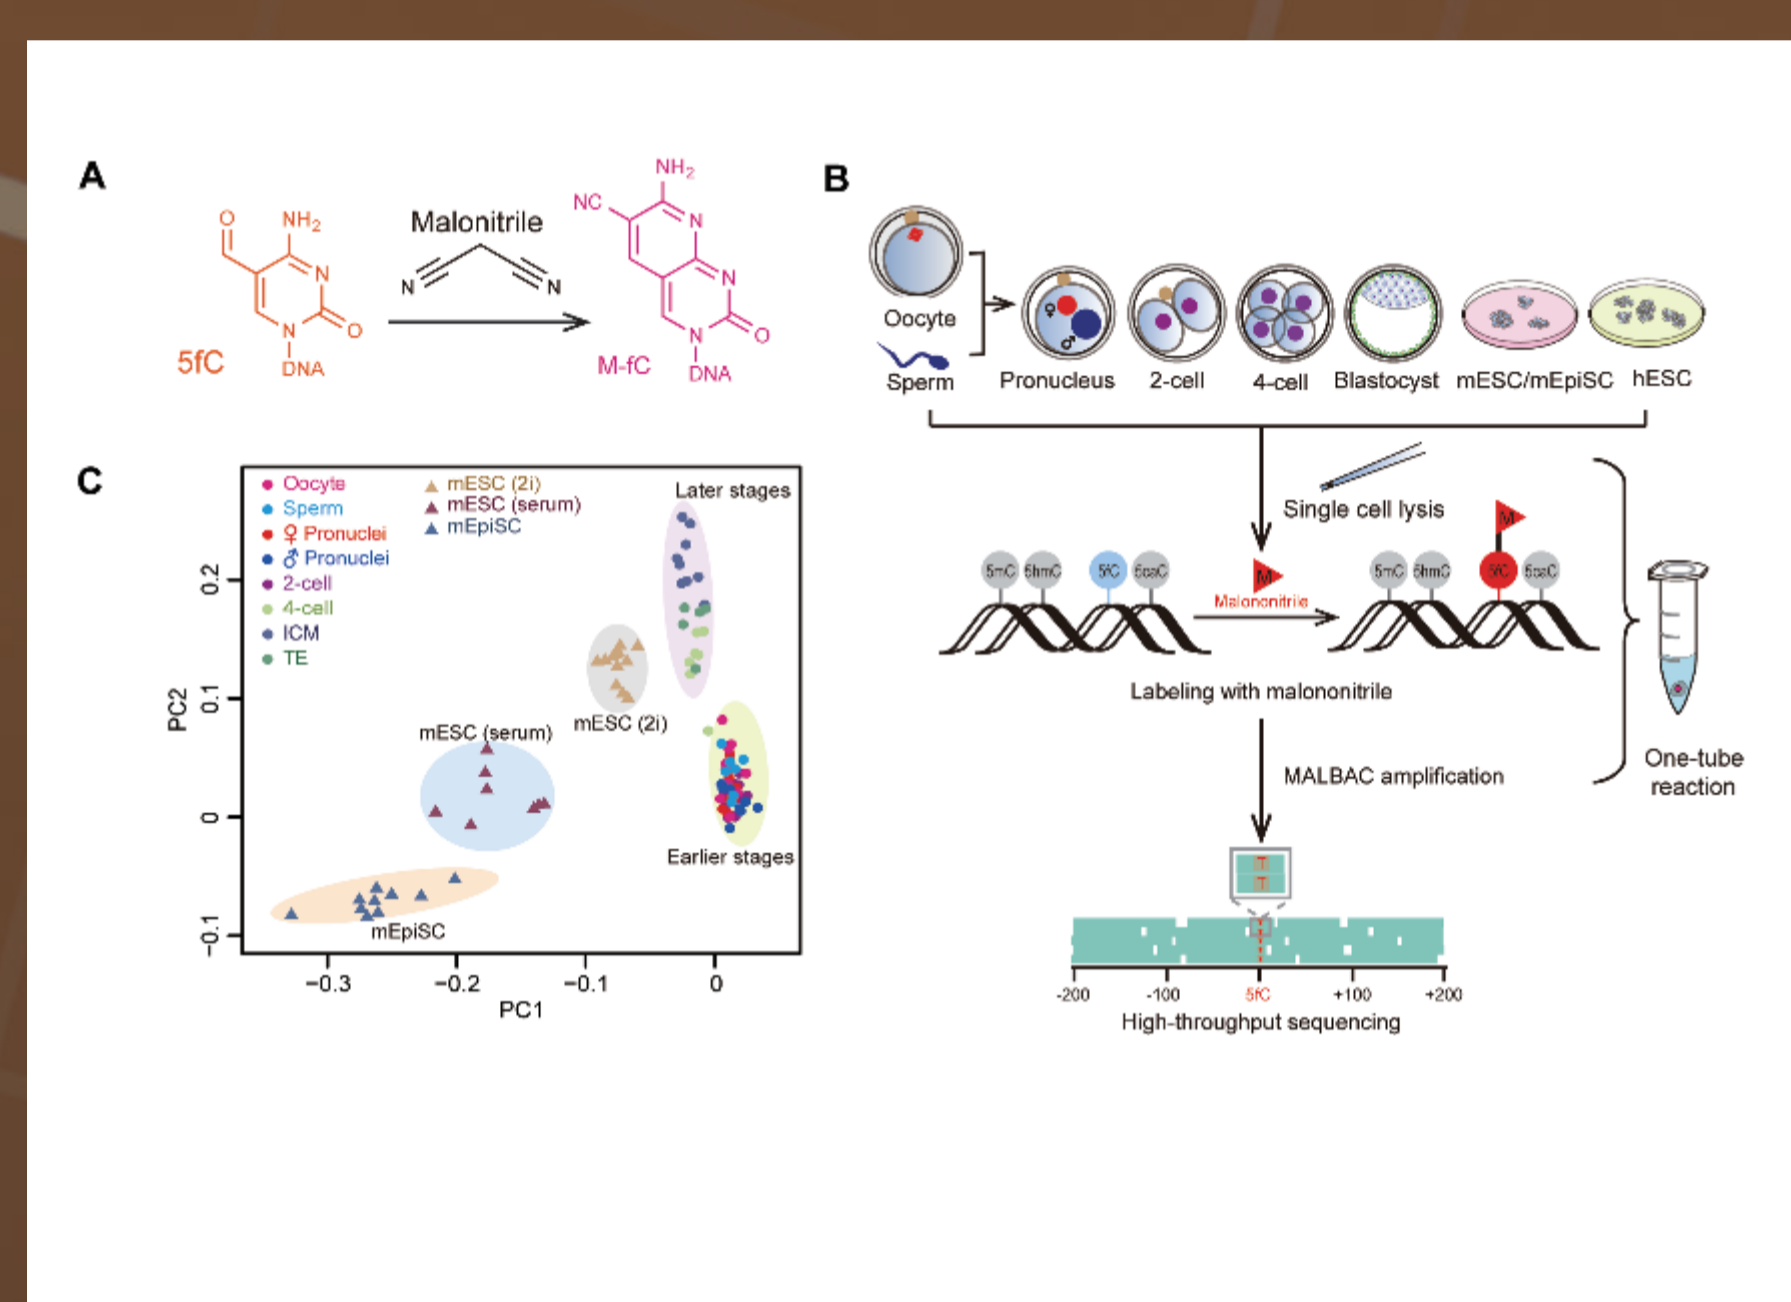 A
O
NH2
N
N
O
5fC
DNA
Malonitrile
N
N
NH2
NC
N
N
N
O
M-fC
DNA
B
Oocyte
Sperm
♀
♂
Pronucleus
2-cell
4-cell
Blastocyst
mESC/mEpiSC
hESC
Single cell lysis
5mC
5hmC
5fC
5caC
M
Malononitrile
M
5mC
5hmC
5fC
5caC
Labeling with malononitrile
MALBAC amplification
One-tube
reaction
T
T
-200
-100
5fC
+100
+200
High-throughput sequencing
C
Oocyte
Sperm
♀ Pronuclei
♂ Pronuclei
2-cell
4-cell
ICM
TE
mESC (2i)
mESC (serum)
mEpiSC
Later stages
mESC (2i)
mESC (serum)
Earlier stages
mEpiSC
PC2
0.2
0.1
0
−0.1
−0.3
−0.2
−0.1
0
PC1